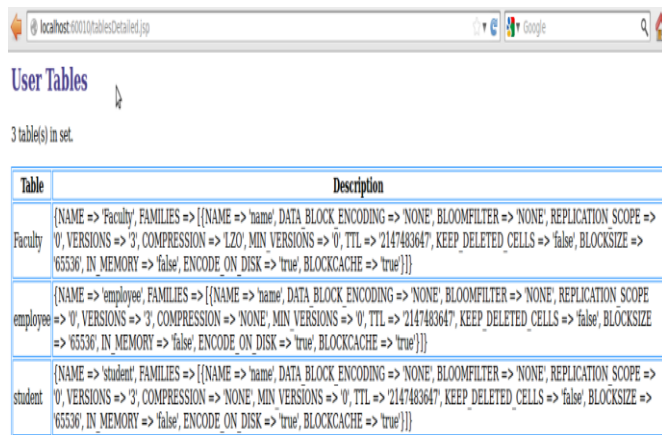 localhost:60010/tablesDetailed.jsp
Google
User Tables
3 table(s) in set.
Table Description
{NAME => 'Faculty', FAMILIES => [{NAME => 'name', DATA_BLOCK_ENCODING => 'NONE', BLOOMFILTER => 'NONE', REPLICATION_SCOPE =>
Faculty '0', VERSIONS => '3', COMPRESSION => 'LZO', MIN_VERSIONS => '0', TTL => '2147483647', KEEP_DELETED_CELLS => 'false', BLOCKSIZE =>
'65536', IN_MEMORY => 'false', ENCODE_ON_DISK => 'true', BLOCKCACHE => 'true'}]}
{NAME => 'employee', FAMILIES => [{NAME => 'name', DATA_BLOCK_ENCODING => 'NONE', BLOOMFILTER => 'NONE', REPLICATION_SCOPE
employee => '0', VERSIONS => '3', COMPRESSION => 'NONE', MIN_VERSIONS => '0', TTL => '2147483647', KEEP_DELETED_CELLS => 'false', BLOCKSIZE
=> '65536', IN_MEMORY => 'false', ENCODE_ON_DISK => 'true', BLOCKCACHE => 'true'}]}
{NAME => 'student', FAMILIES => [{NAME => 'name', DATA_BLOCK_ENCODING => 'NONE', BLOOMFILTER => 'NONE', REPLICATION_SCOPE =>
student '0', VERSIONS => '3', COMPRESSION => 'NONE', MIN_VERSIONS => '0', TTL => '2147483647', KEEP_DELETED_CELLS => 'false', BLOCKSIZE =>
'65536', IN_MEMORY => 'false', ENCODE_ON_DISK => 'true', BLOCKCACHE => 'true'}]}